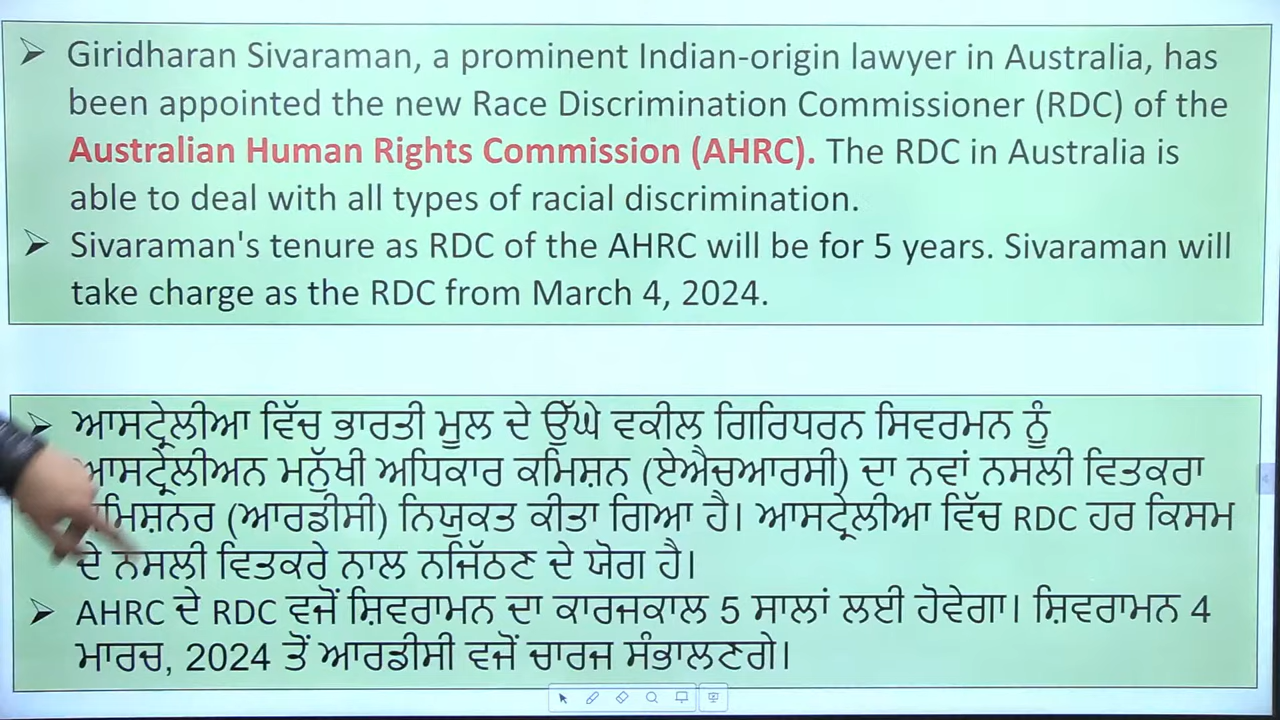 Giridharan Sivaraman, a prominent Indian-origin lawyer in Australia, has
been appointed the new Race Discrimination Commissioner (RDC) of the
Australian Human Rights Commission (AHRC). The RDC in Australia is
able to deal with all types of racial discrimination.
Sivaraman's tenure as RDC of the AHRC will be for 5 years. Sivaraman will
take charge as the RDC from March 4, 2024.
ਆਸਟ੍ਰੇਲੀਆ ਵਿੱਚ ਭਾਰਤੀ ਮੂਲ ਦੇ ਉੱਘੇ ਵਕੀਲ ਗਿਰਿਧਰਨ ਸਿਵਰਮਨ ਨੂੰ
ਆਸਟ੍ਰੇਲੀਅਨ ਮਨੁੱਖੀ ਅਧਿਕਾਰ ਕਮਿਸ਼ਨ (ਏਐਚਆਰਸੀ) ਦਾ ਨਵਾਂ ਨਸਲੀ ਵਿਤਕਰਾ
(ਆਰਡੀਸੀ) ਨਿਯੁਕਤ ਕੀਤਾ ਗਿਆ ਹੈ। ਆਸਟ੍ਰੇਲੀਆ ਵਿੱਚ RDC ਹਰ ਕਿਸਮ
ਦੇ ਨਸਲੀ ਵਿਤਕਰੇ ਨਾਲ ਨਜਿੱਠਣ ਦੇ ਯੋਗ ਹੈ।
AHRC ਦੇ RDC ਵਜੋਂ ਸ਼ਿਵਰਾਮਨ ਦਾ ਕਾਰਜਕਾਲ 5 ਸਾਲਾਂ ਲਈ ਹੋਵੇਗਾ। ਸ਼ਿਵਰਾਮਨ 4
ਮਾਰਚ, 2024 ਤੋਂ ਆਰਡੀਸੀ ਵਜੋਂ ਚਾਰਜ ਸੰਭਾਲਣਗੇ।